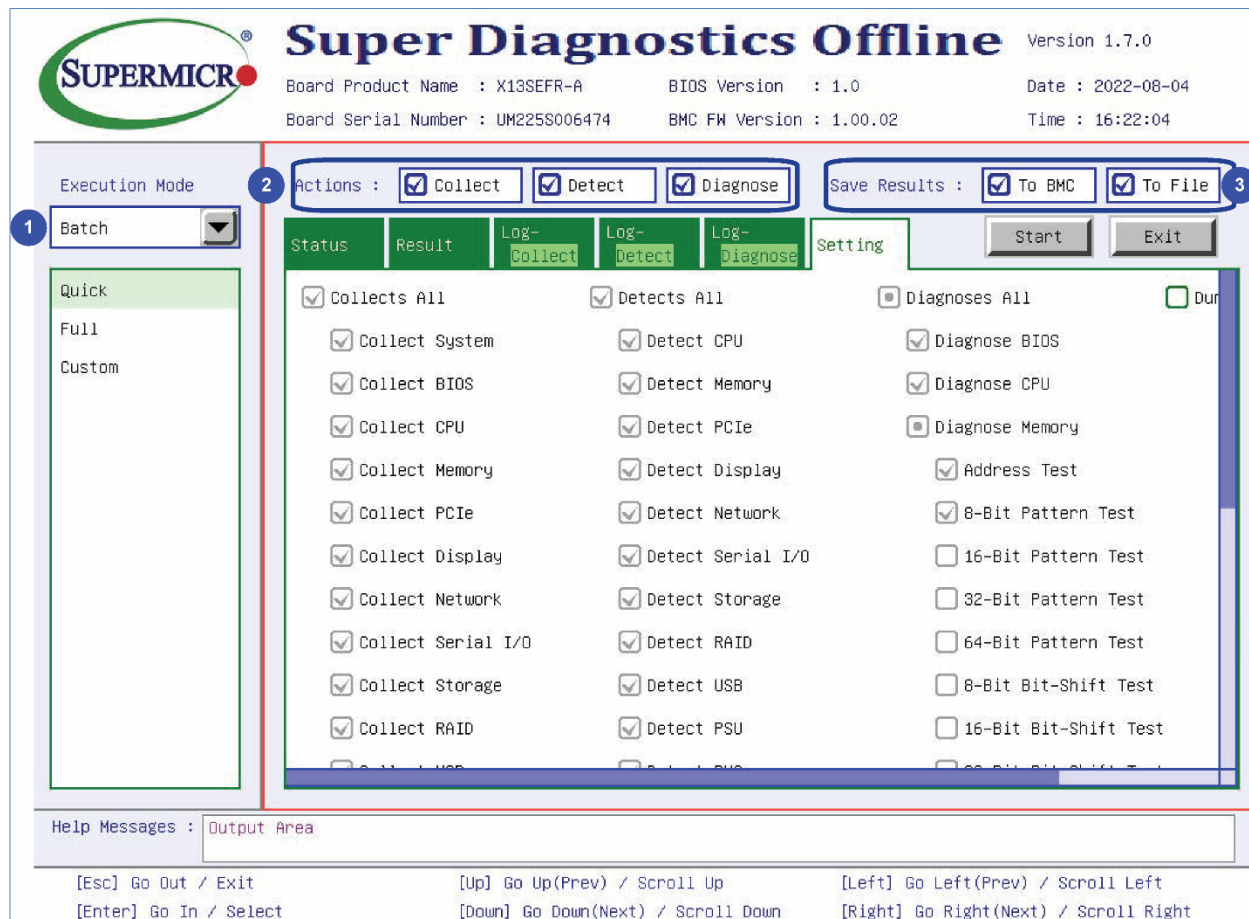 SUPERMICR
®
Super Diagnostics Offline Version 1.7.0
Board Product Name : X13SEFR-A BIOS Version : 1.0 Date : 2022-08-04
Board Serial Number : UM225S006474 BMC FW Version : 1.00.02 Time : 16:22:04
Execution Mode
1
Batch
Quick
Full
Custom
2 Actions : Collect Detect Diagnose Save Results : To BMC To File 3
Status Result Log-Collect Log-Detect Log-Diagnose Setting Start Exit
Collects All Detects All Diagnoses All Dur
Collect System Detect CPU Diagnose BIOS
Collect BIOS Detect Memory Diagnose CPU
Collect CPU Detect PCIe Diagnose Memory
Collect Memory Detect Display Address Test
Collect PCIe Detect Network 8-Bit Pattern Test
Collect Display Detect Serial I/O 16-Bit Pattern Test
Collect Network Detect Storage 32-Bit Pattern Test
Collect Serial I/O Detect RAID 64-Bit Pattern Test
Collect Storage Detect USB 8-Bit Bit-Shift Test
Collect RAID Detect PSU 16-Bit Bit-Shift Test
Help Messages : Output Area
[Esc] Go Out / Exit [Up] Go Up(Prev) / Scroll Up [Left] Go Left(Prev) / Scroll Left
[Enter] Go In / Select [Down] Go Down(Next) / Scroll Down [Right] Go Right(Next) / Scroll Right